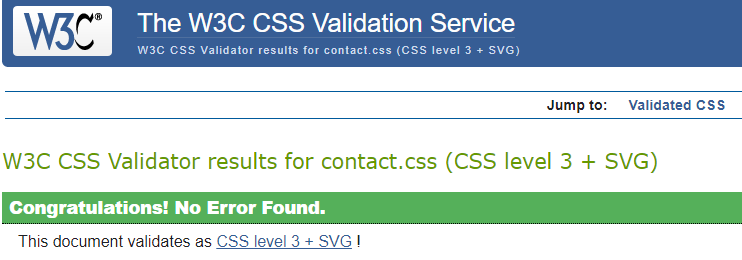 W3C®
The W3C CSS Validation Service
W3C CSS Validator results for contact.css (CSS level 3 + SVG)
Jump to: Validated CSS
W3C CSS Validator results for contact.css (CSS level 3 + SVG)
Congratulations! No Error Found.
This document validates as CSS level 3 + SVG !